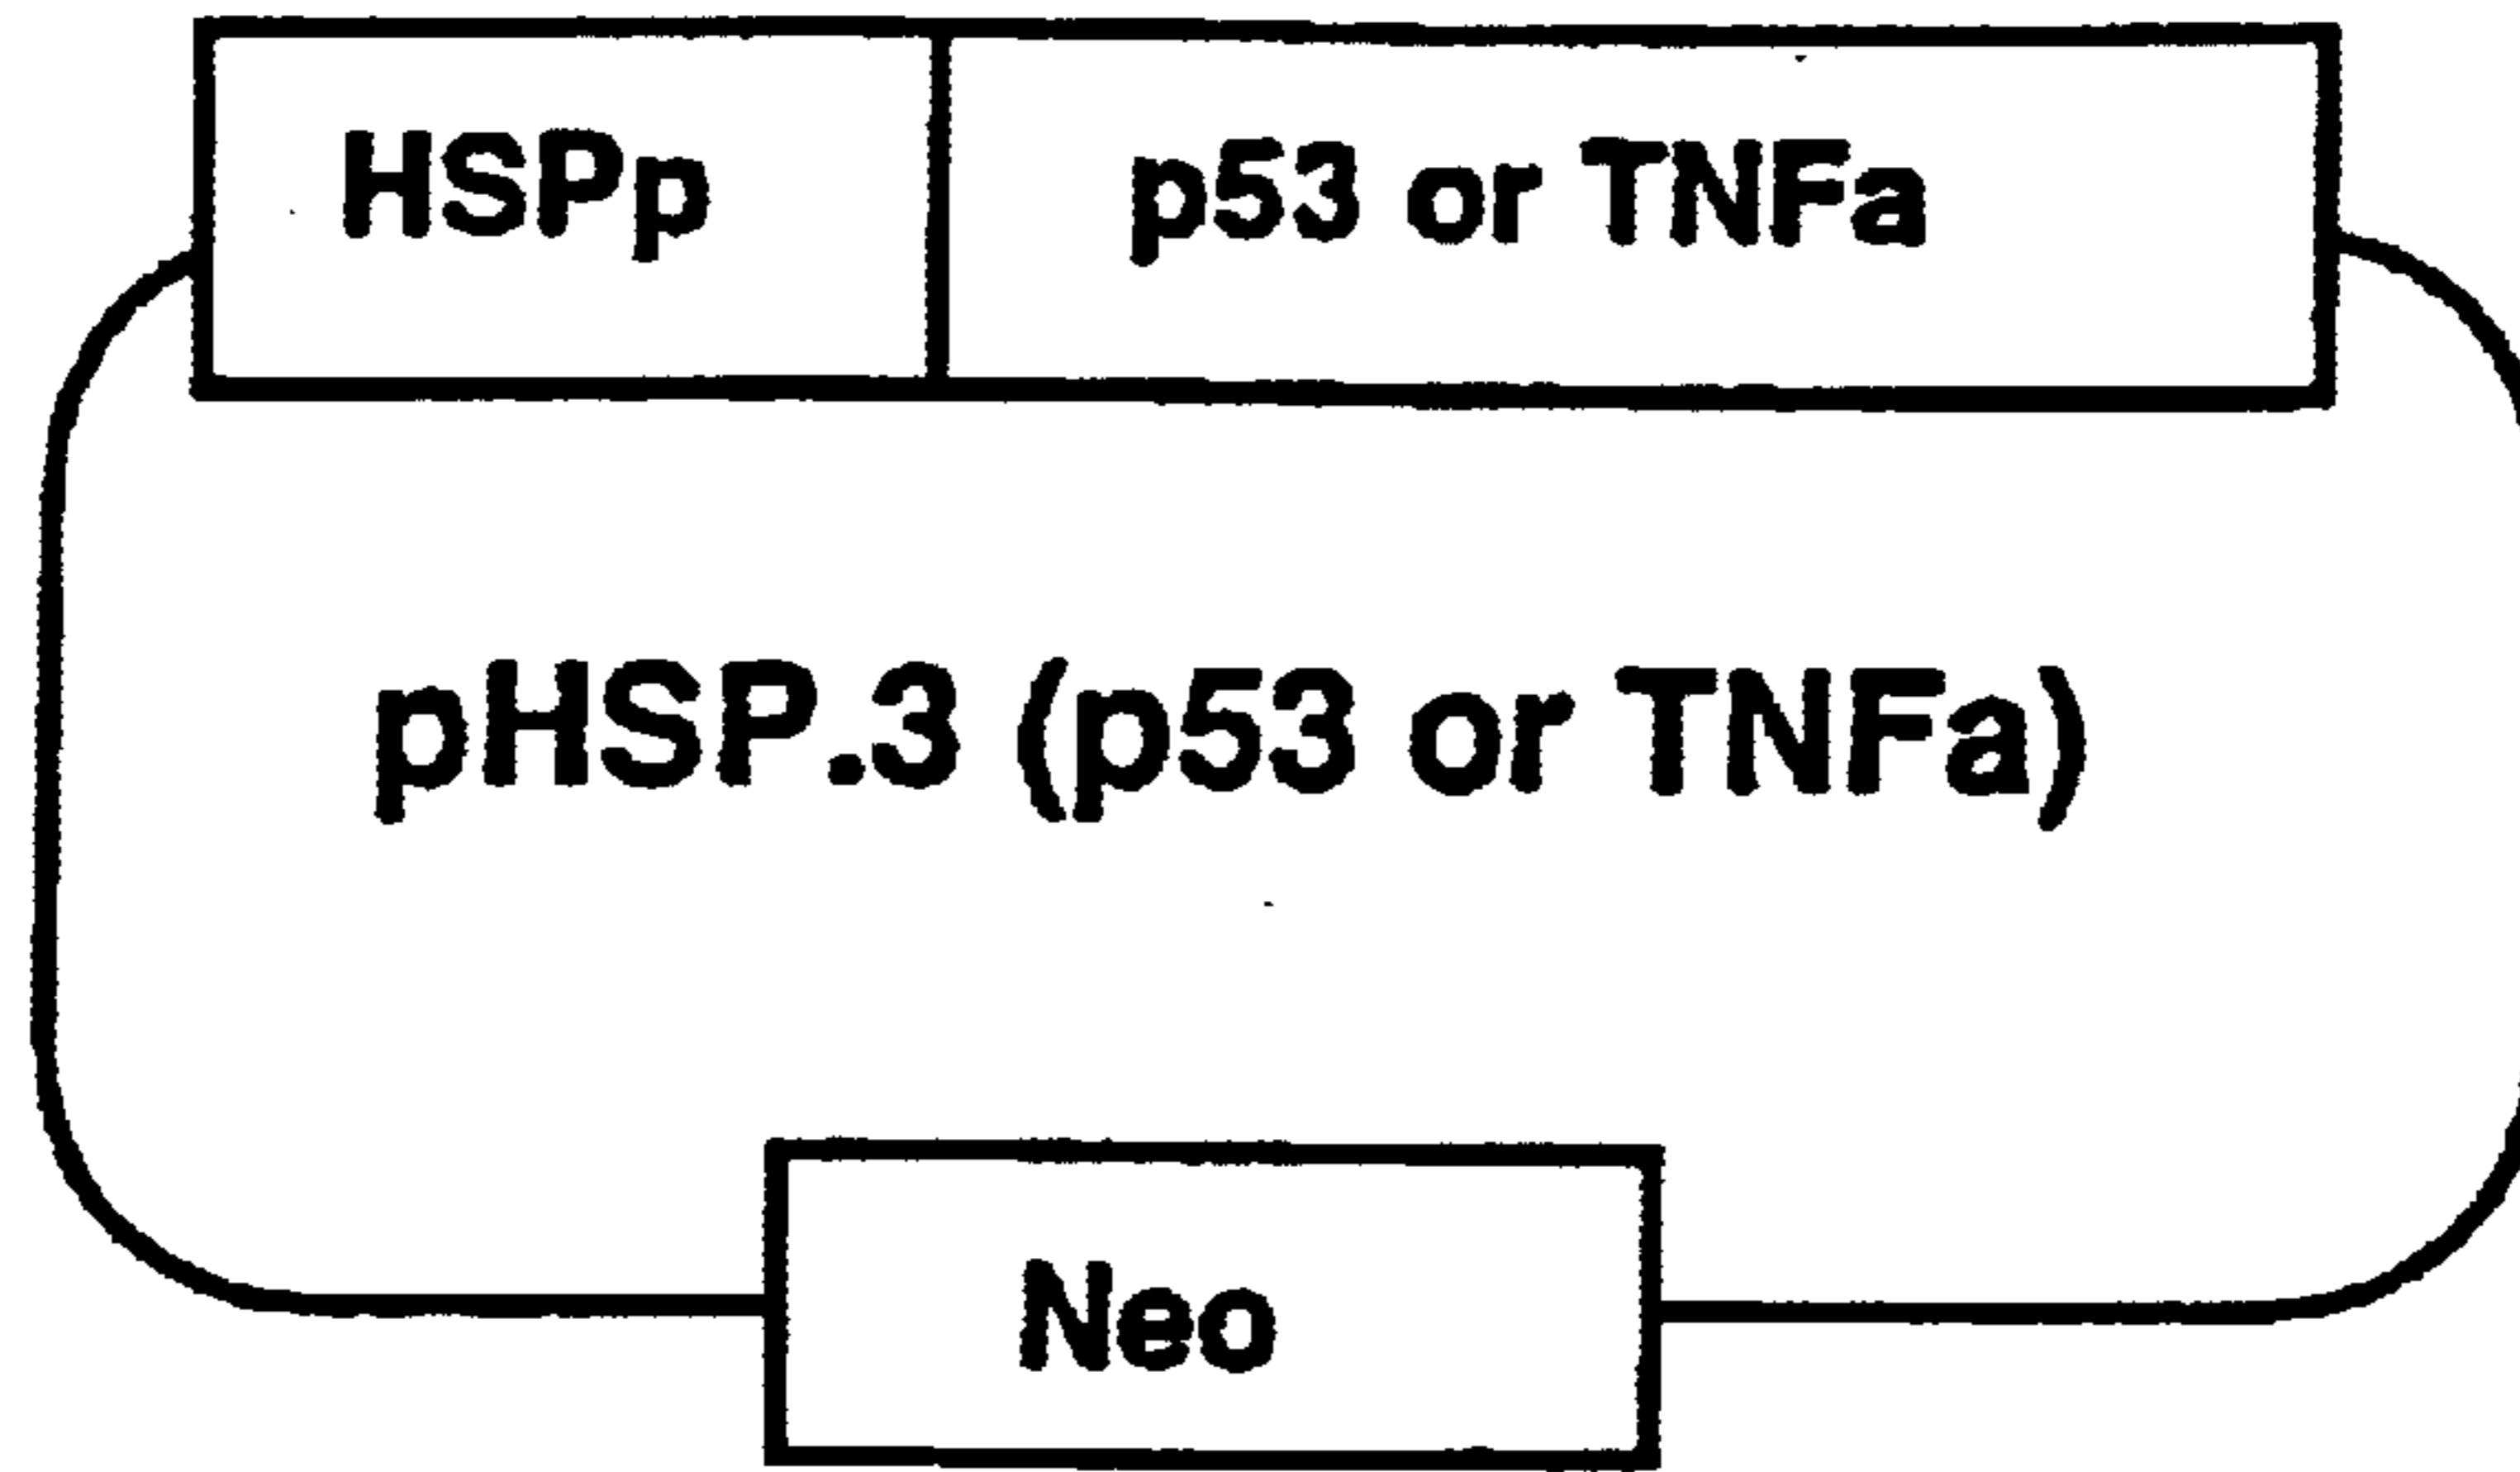 HSPp
p53 or TNFa
pHSP.3 (p53 or TNFa)
Neo